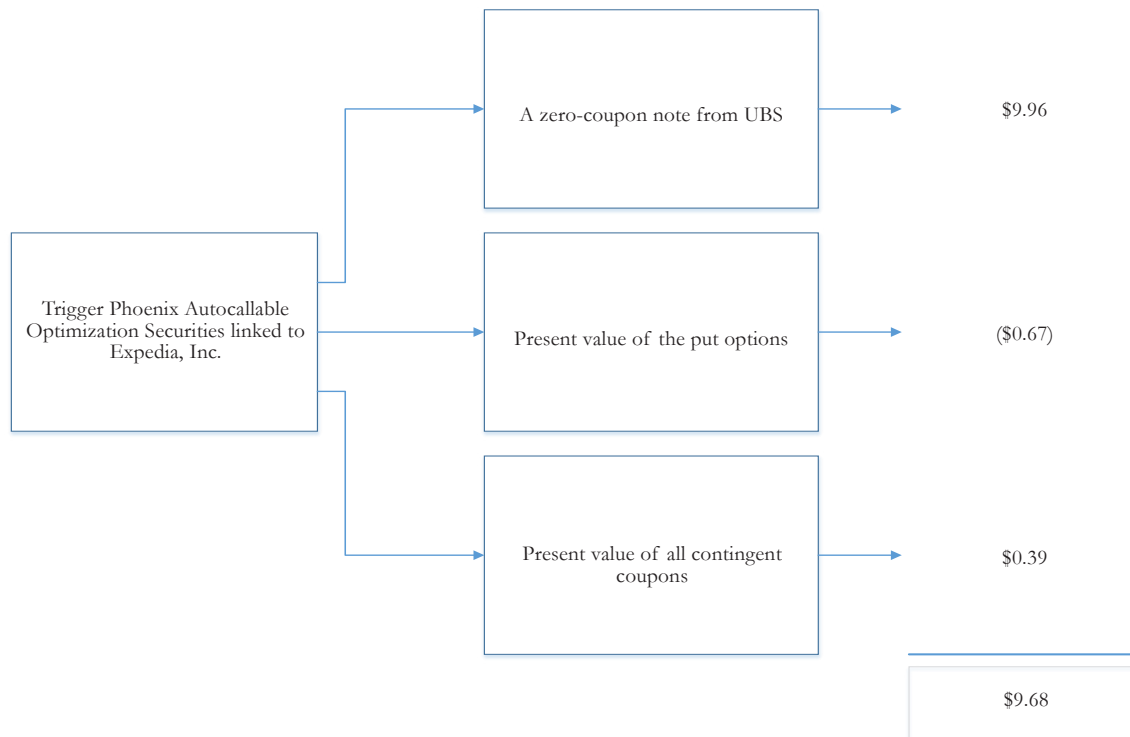 A zero-coupon note from UBS
$9.96
Trigger Phoenix Autocallable
Optimization Securities linked to
Expedia, Inc.
Present value of the put options
($0.67)
Present value of all contingent
coupons
$0.39
$9.68